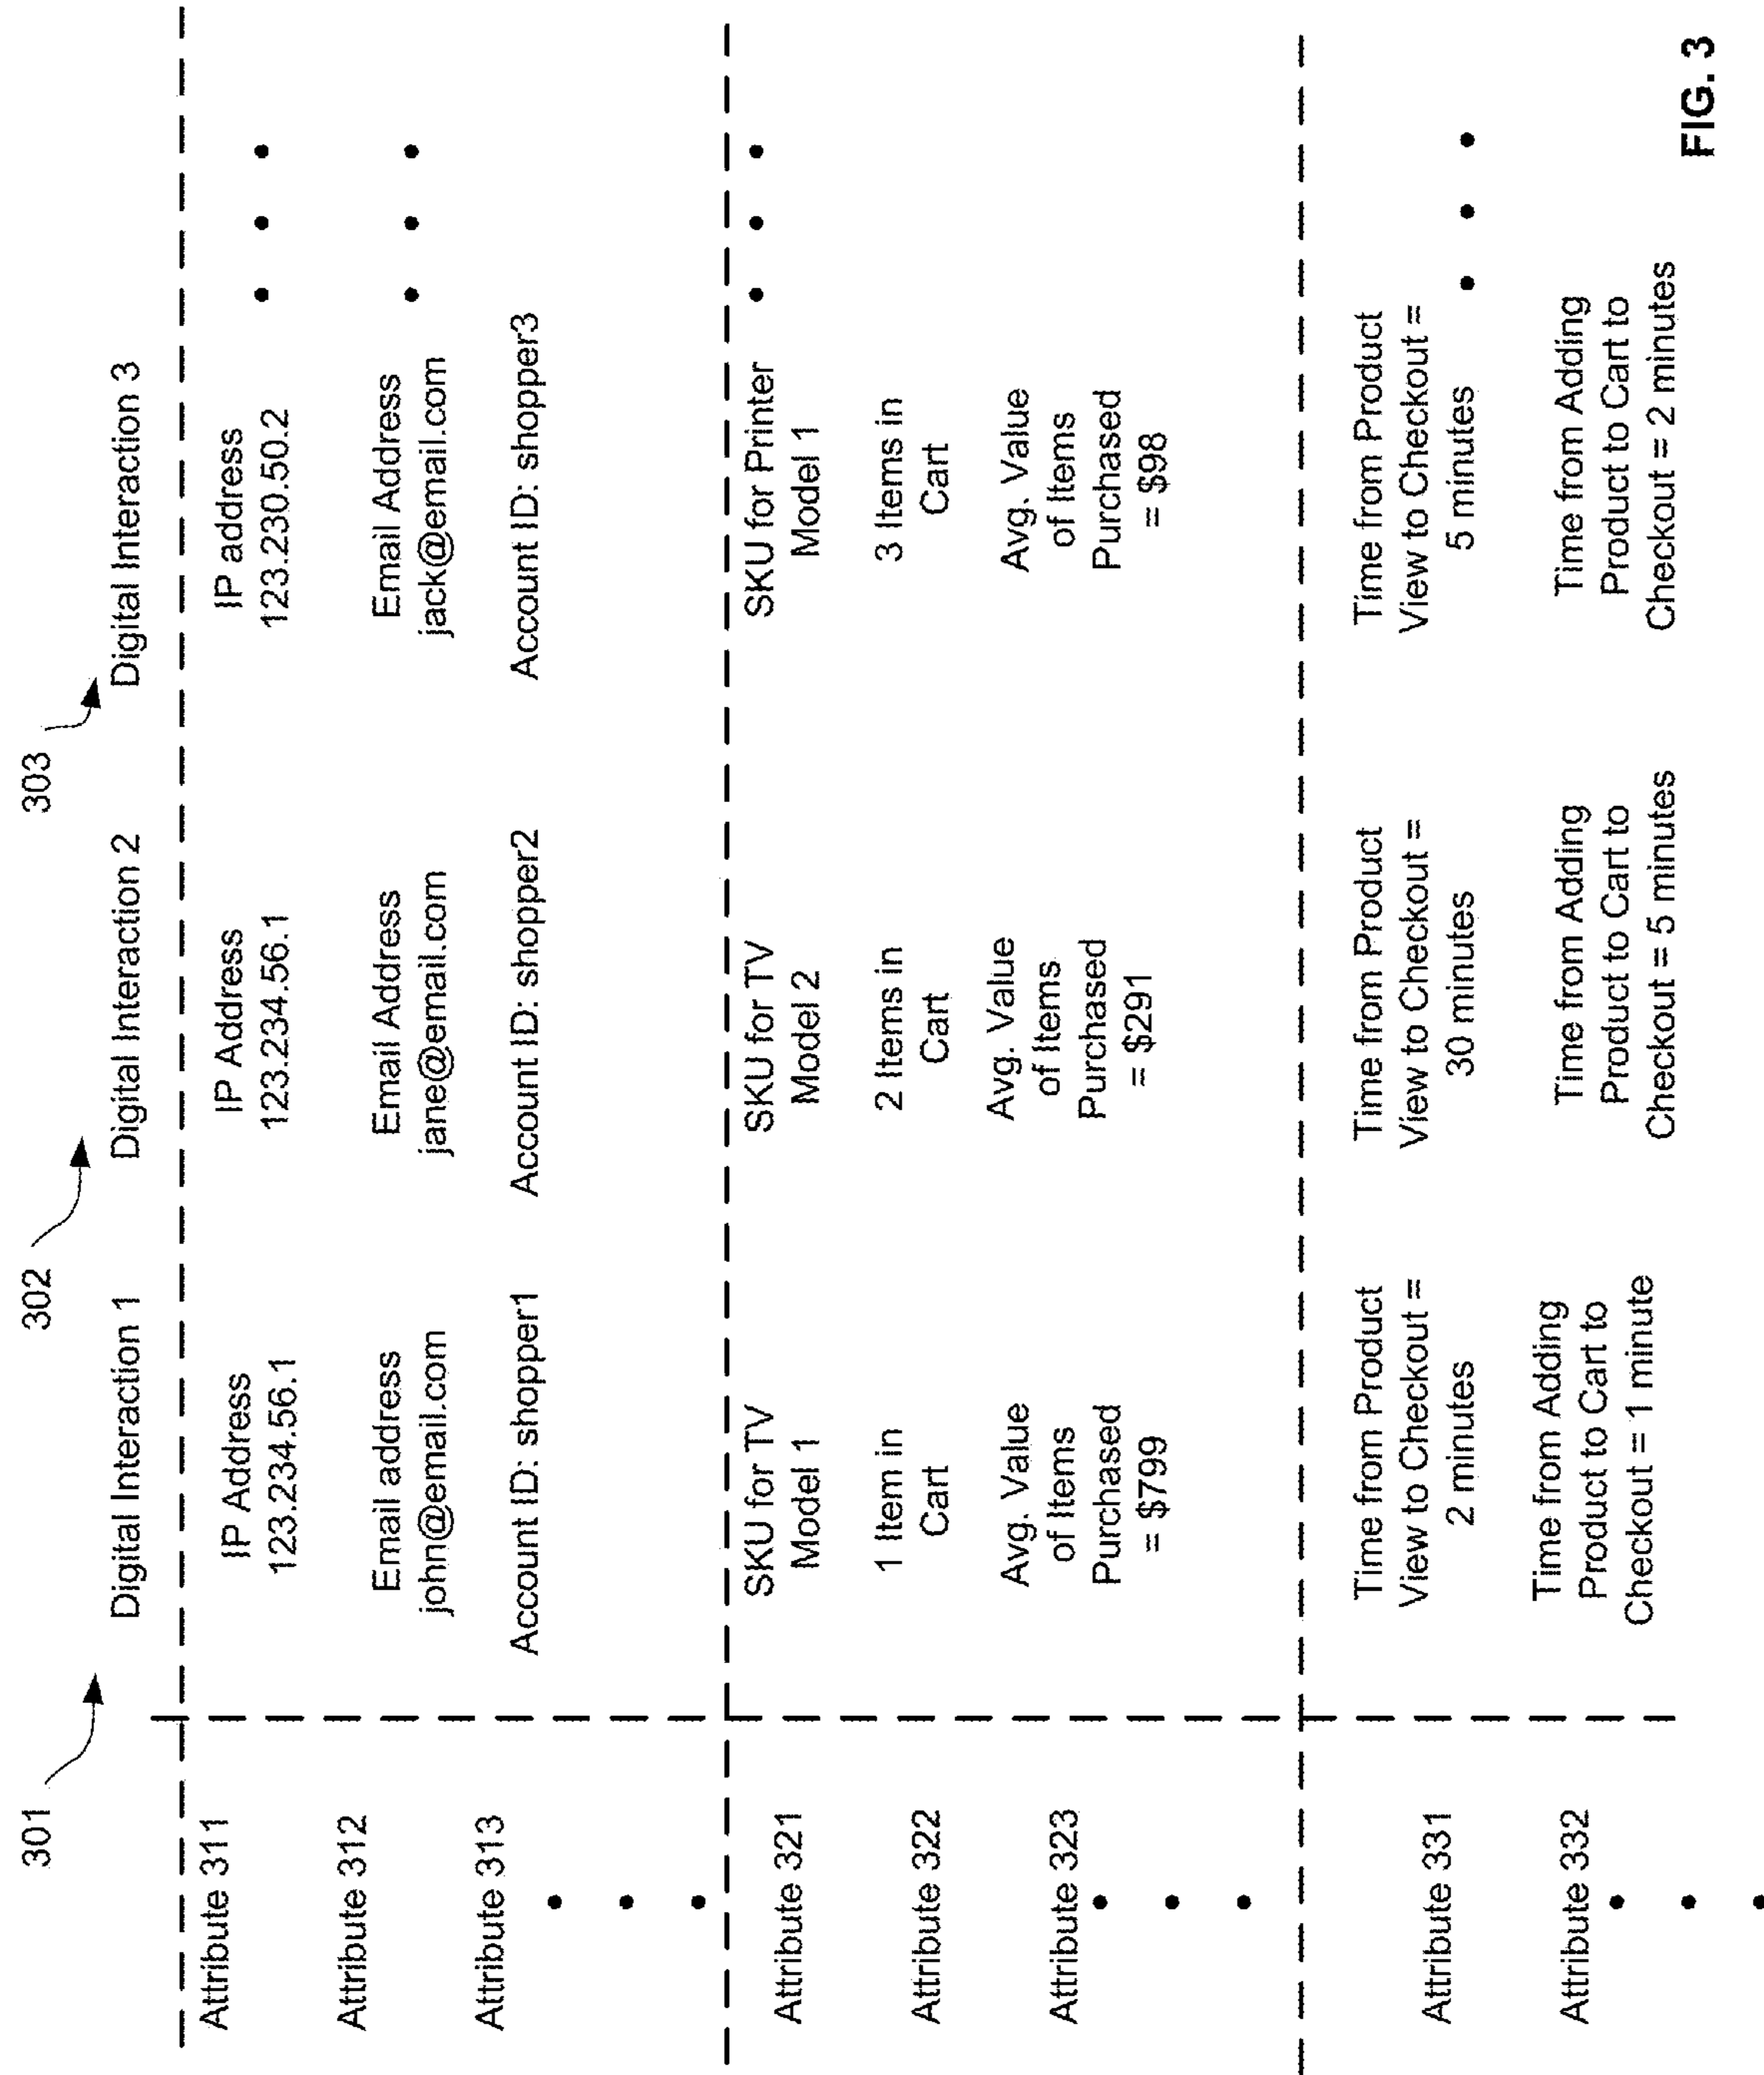 301
302
303
Digital Interaction 1
Digital Interaction 2
Digital Interaction 3
Attribute 311
IP Address
123.234.56.1
IP Address
123.234.56.1
IP address
123.230.50.2
Attribute 312
Email address
john@email.com
Email Address
jane@email.com
Email Address
jack@email.com
Attribute 313
Account ID: shopper1
Account ID: shopper2
Account ID: shopper3
Attribute 321
SKU for TV
Model 1
SKU for TV
Model 2
SKU for Printer
Model 1
Attribute 322
1 Item in
Cart
2 Items in
Cart
3 Items in
Cart
Attribute 323
Avg. Value
of Items
Purchased
= $799
Avg. Value
of Items
Purchased
= $291
Avg. Value
of Items
Purchased
= $98
Attribute 331
Time from Product
View to Checkout =
2 minutes
Time from Product
View to Checkout =
30 minutes
Time from Product
View to Checkout =
5 minutes
Attribute 332
Time from Adding
Product to Cart to
Checkout = 1 minute
Time from Adding
Product to Cart to
Checkout = 5 minutes
Time from Adding
Product to Cart to
Checkout = 2 minutes
FIG. 3